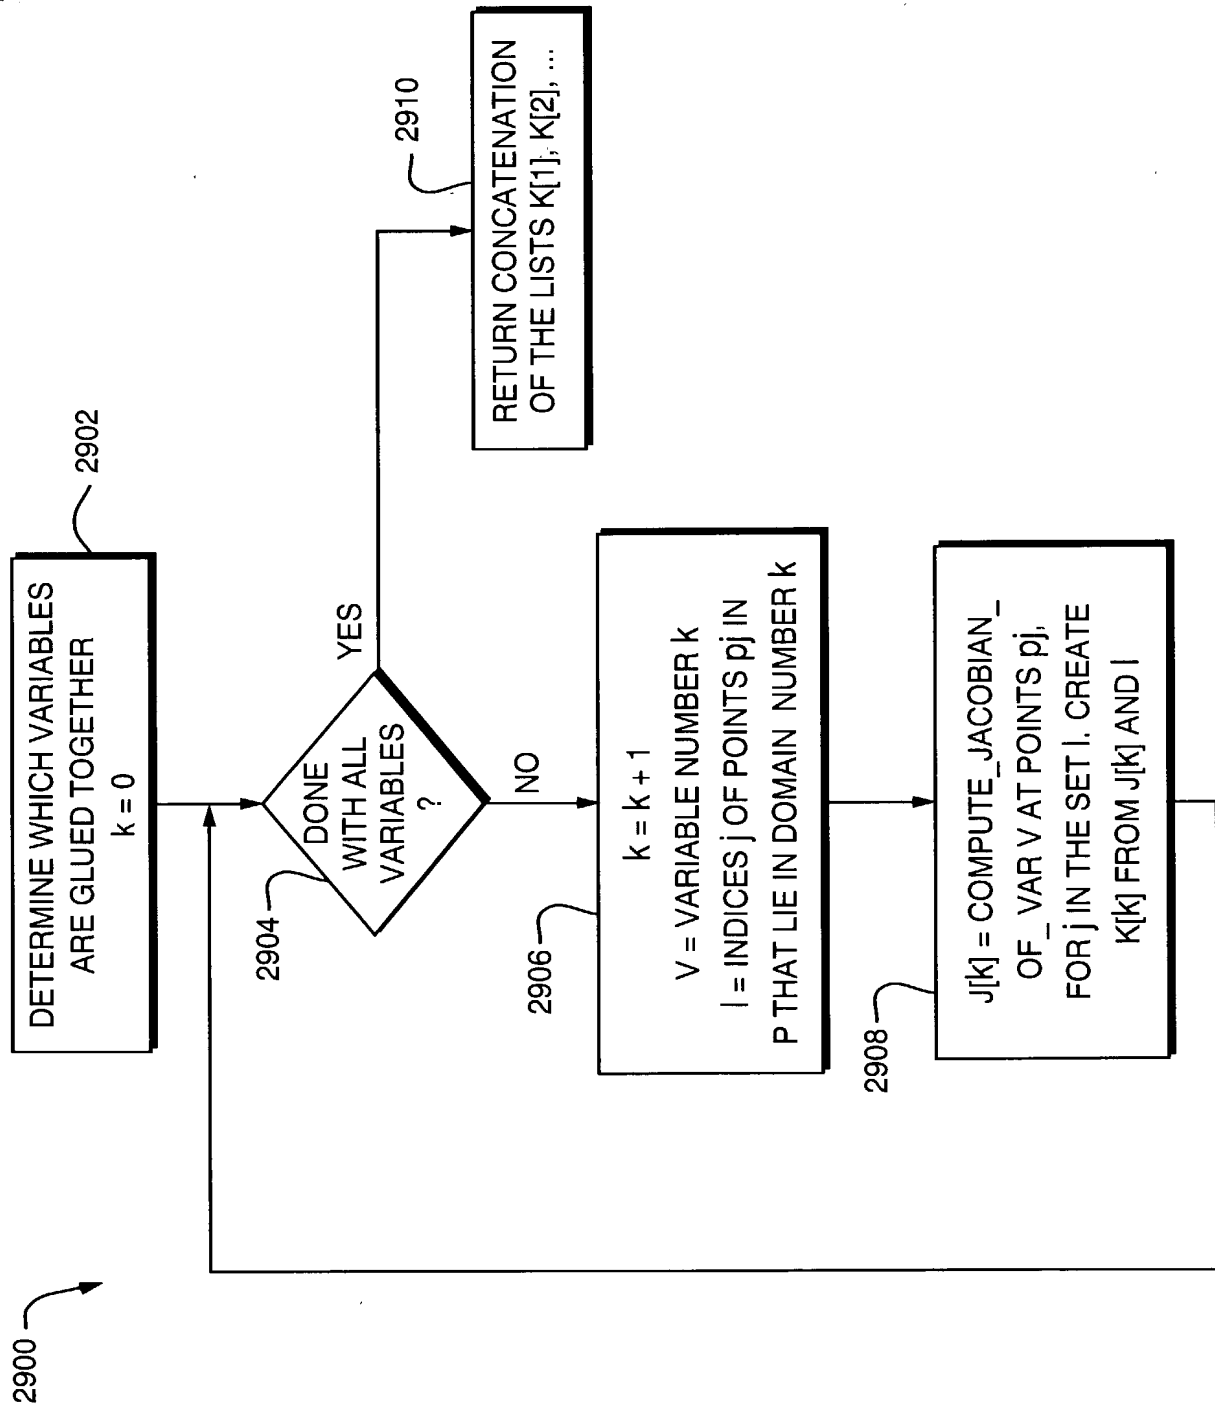 2900
DETERMINE WHICH VARIABLES
ARE GLUED TOGETHER
k = 0
2902
DONE
WITH ALL
VARIABLES
?
2904
YES
NO
RETURN CONCATENATION
OF THE LISTS K[1], K[2], ...
2910
k = k + 1
V = VARIABLE NUMBER k
I = INDICES j OF POINTS pj IN
P THAT LIE IN DOMAIN NUMBER k
2906
J[k] = COMPUTE_JACOBIAN_
OF_VAR V AT POINTS pj,
FOR j IN THE SET I. CREATE
K[k] FROM J[k] AND I
2908